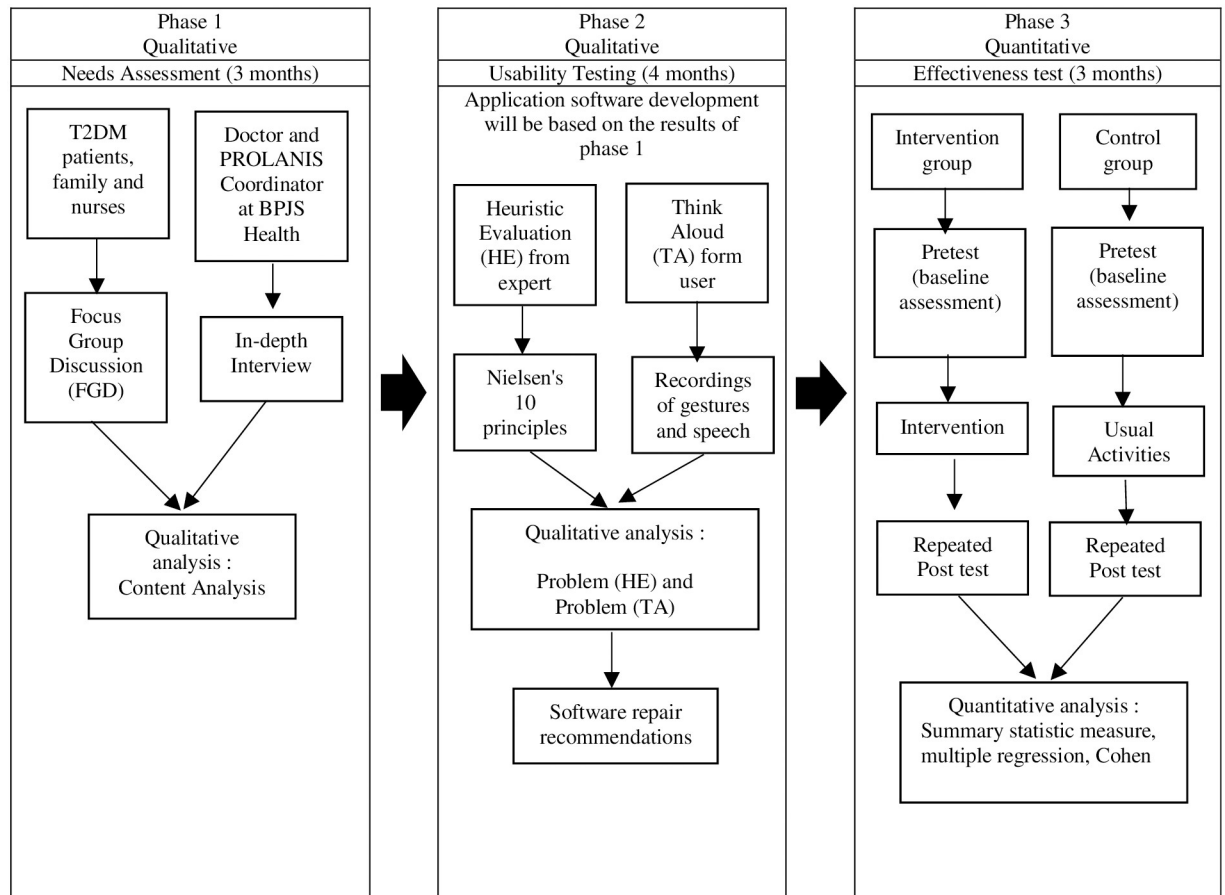 Phase 1
Qualitative
Needs Assessment (3 months)
T2DM
patients,
family and
nurses
Doctor and
PROLANIS
Coordinator
at BPJS
Health
Focus
Group
Discussion
(FGD)
In-depth
Interview
Qualitative
analysis :
Content Analysis
Phase 2
Qualitative
Usability Testing (4 months)
Application software development
will be based on the results of
phase 1
Heuristic
Evaluation
(HE) from
expert
Think
Aloud
(TA) form
user
Nielsen's
10
principles
Recordings
of gestures
and speech
Qualitative analysis :
Problem (HE) and
Problem (TA)
Software repair
recommendations
Phase 3
Quantitative
Effectiveness test (3 months)
Intervention
group
Control
group
Pretest
(baseline
assessment)
Pretest
(baseline
assessment)
Intervention
Usual
Activities
Repeated
Post test
Repeated
Post test
Quantitative analysis :
Summary statistic measure,
multiple regression, Cohen